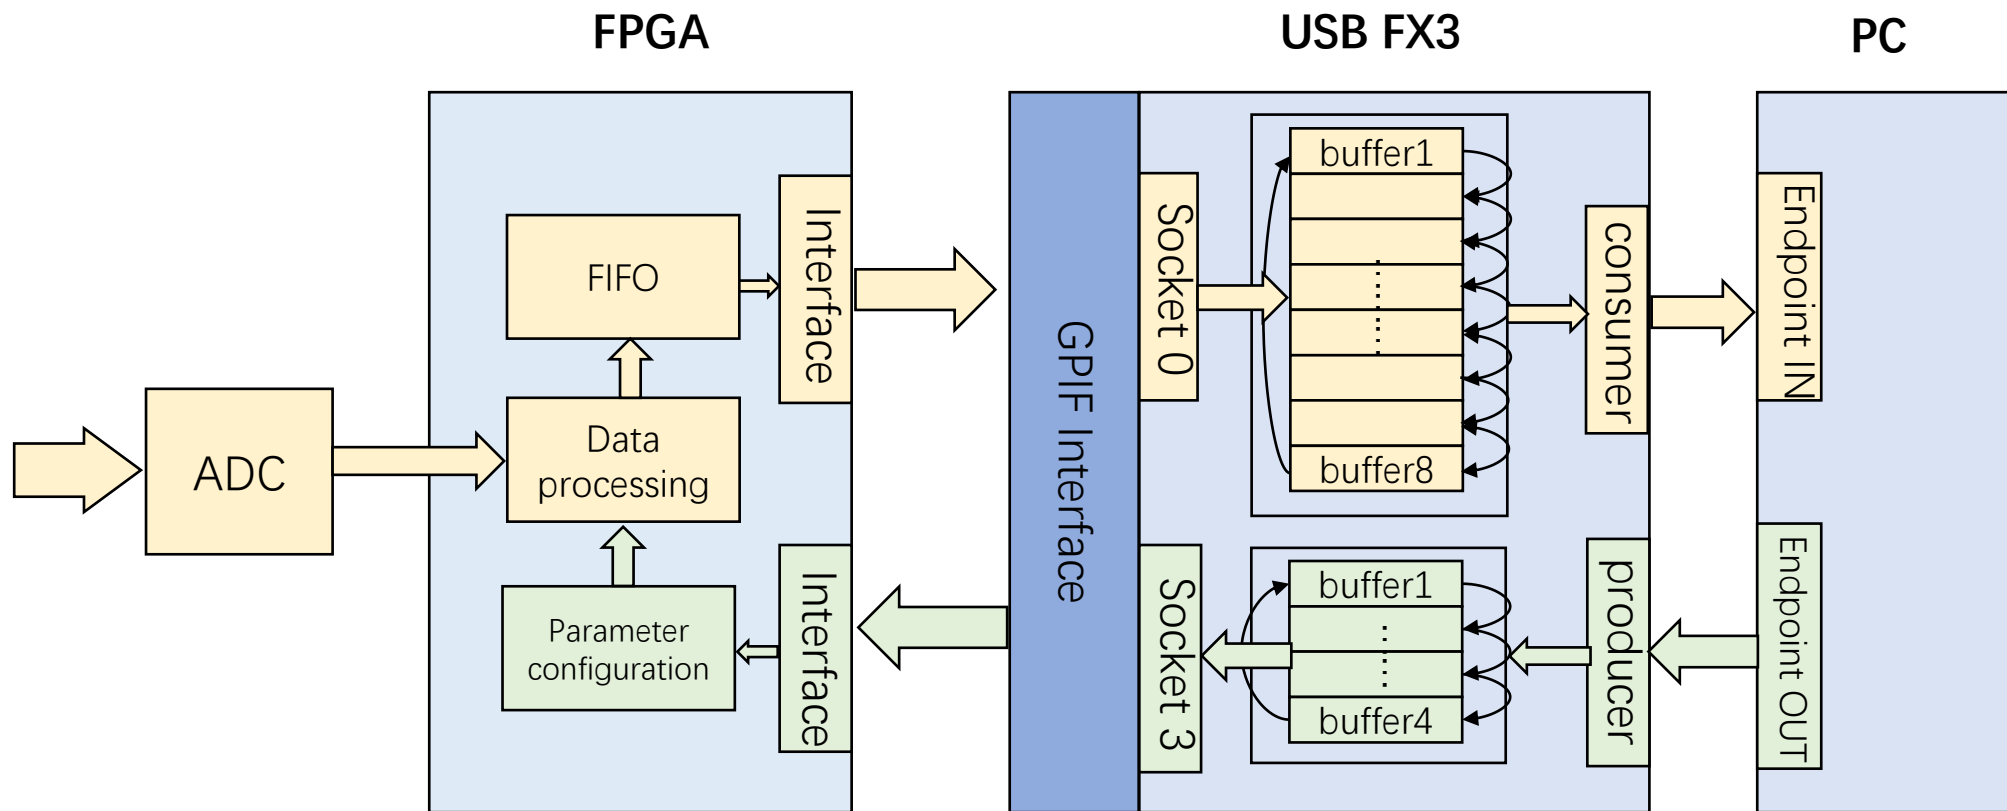 FPGA
USB FX3
PC
ADC
FIFO
Data
processing
Parameter
configuration
Interface
Interface
GPIF Interface
Socket 0
Socket 3
buffer1
buffer8
buffer1
buffer4
consumer
producer
Endpoint IN
Endpoint OUT